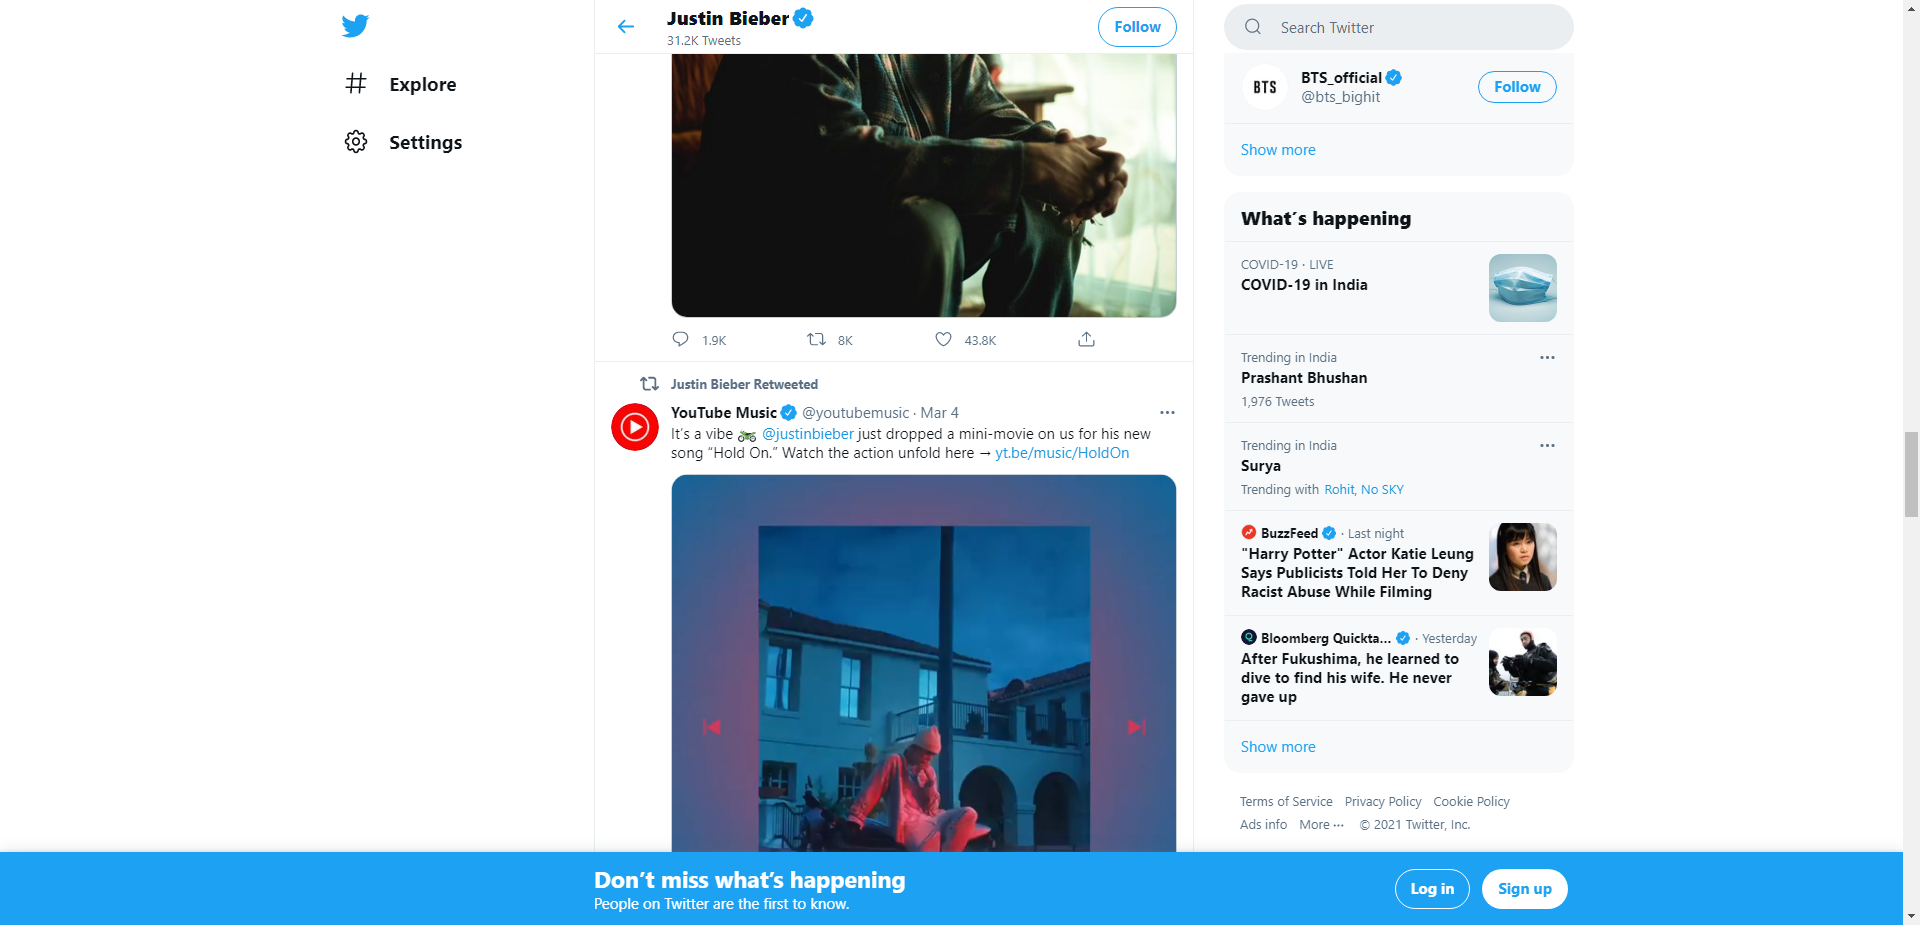 Explore
Settings
Justin Bieber
31.2K Tweets
Follow
1.9K
8K
43.8K
Justin Bieber Retweeted
YouTube Music @youtubemusic · Mar 4
It's a vibe @justinbieber just dropped a mini-movie on us for his new
song “Hold On.” Watch the action unfold here → yt.be/music/HoldOn
Search Twitter
BTS
BTS_official
@bts_bighit
Follow
Show more
What's happening
COVID-19 · LIVE
COVID-19 in India
Trending in India
Prashant Bhushan
1,976 Tweets
Trending in India
Surya
Trending with Rohit, No SKY
BuzzFeed · Last night
"Harry Potter" Actor Katie Leung
Says Publicists Told Her To Deny
Racist Abuse While Filming
Bloomberg Quickta... · Yesterday
After Fukushima, he learned to
dive to find his wife. He never
gave up
Show more
Terms of Service Privacy Policy Cookie Policy
Ads info More ··· © 2021 Twitter, Inc.
Don't miss what's happening
People on Twitter are the first to know.
Log in
Sign up